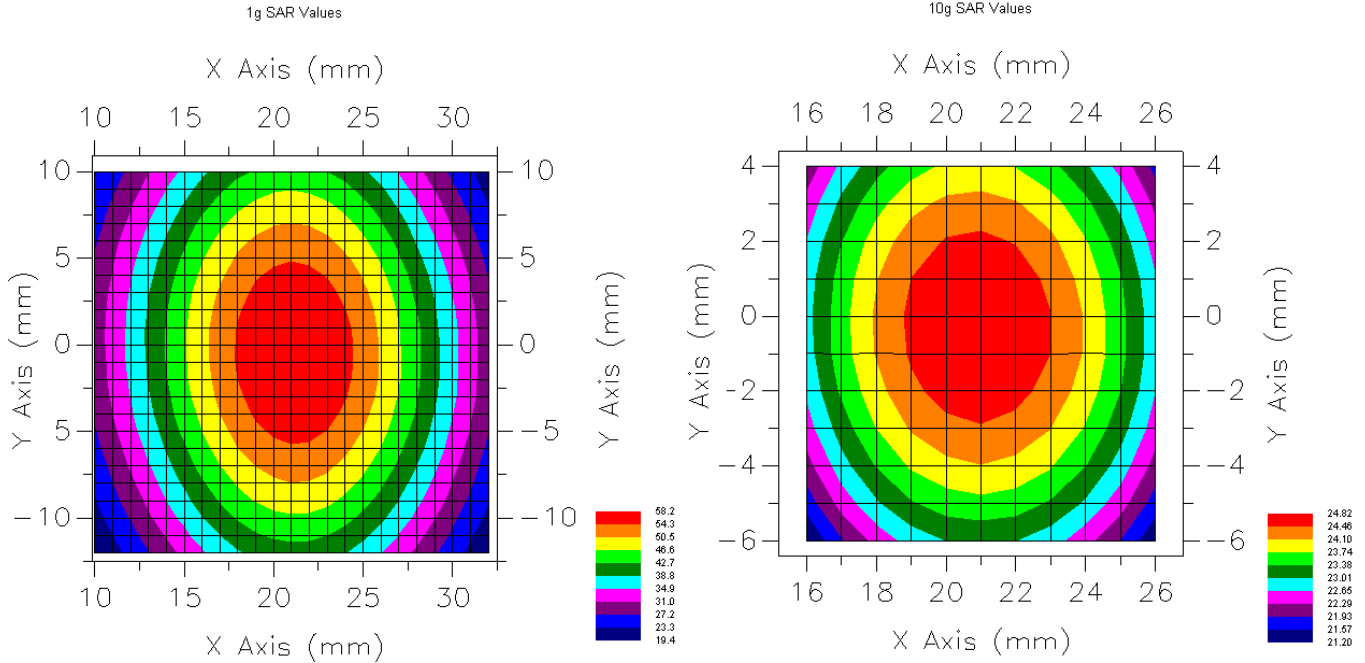 1g SAR Values
X Axis (mm)
10 15 20 25 30
10 10
5 5
0 0
5 −5
−10 −10
Y Axis (mm)
Y Axis (mm)
10 15 20 25 30
X Axis (mm)
58.2
54.3
50.5
46.6
42.7
38.8
34.9
31.0
27.2
23.3
19.4
10g SAR Values
X Axis (mm)
16 18 20 22 24 26
4 4
2 2
0 0
−2 −2
−4 −4
−6 −6
Y Axis (mm)
Y Axis (mm)
16 18 20 22 24 26
X Axis (mm)
24.82
24.46
24.10
23.74
23.38
23.01
22.65
22.29
21.93
21.57
21.20